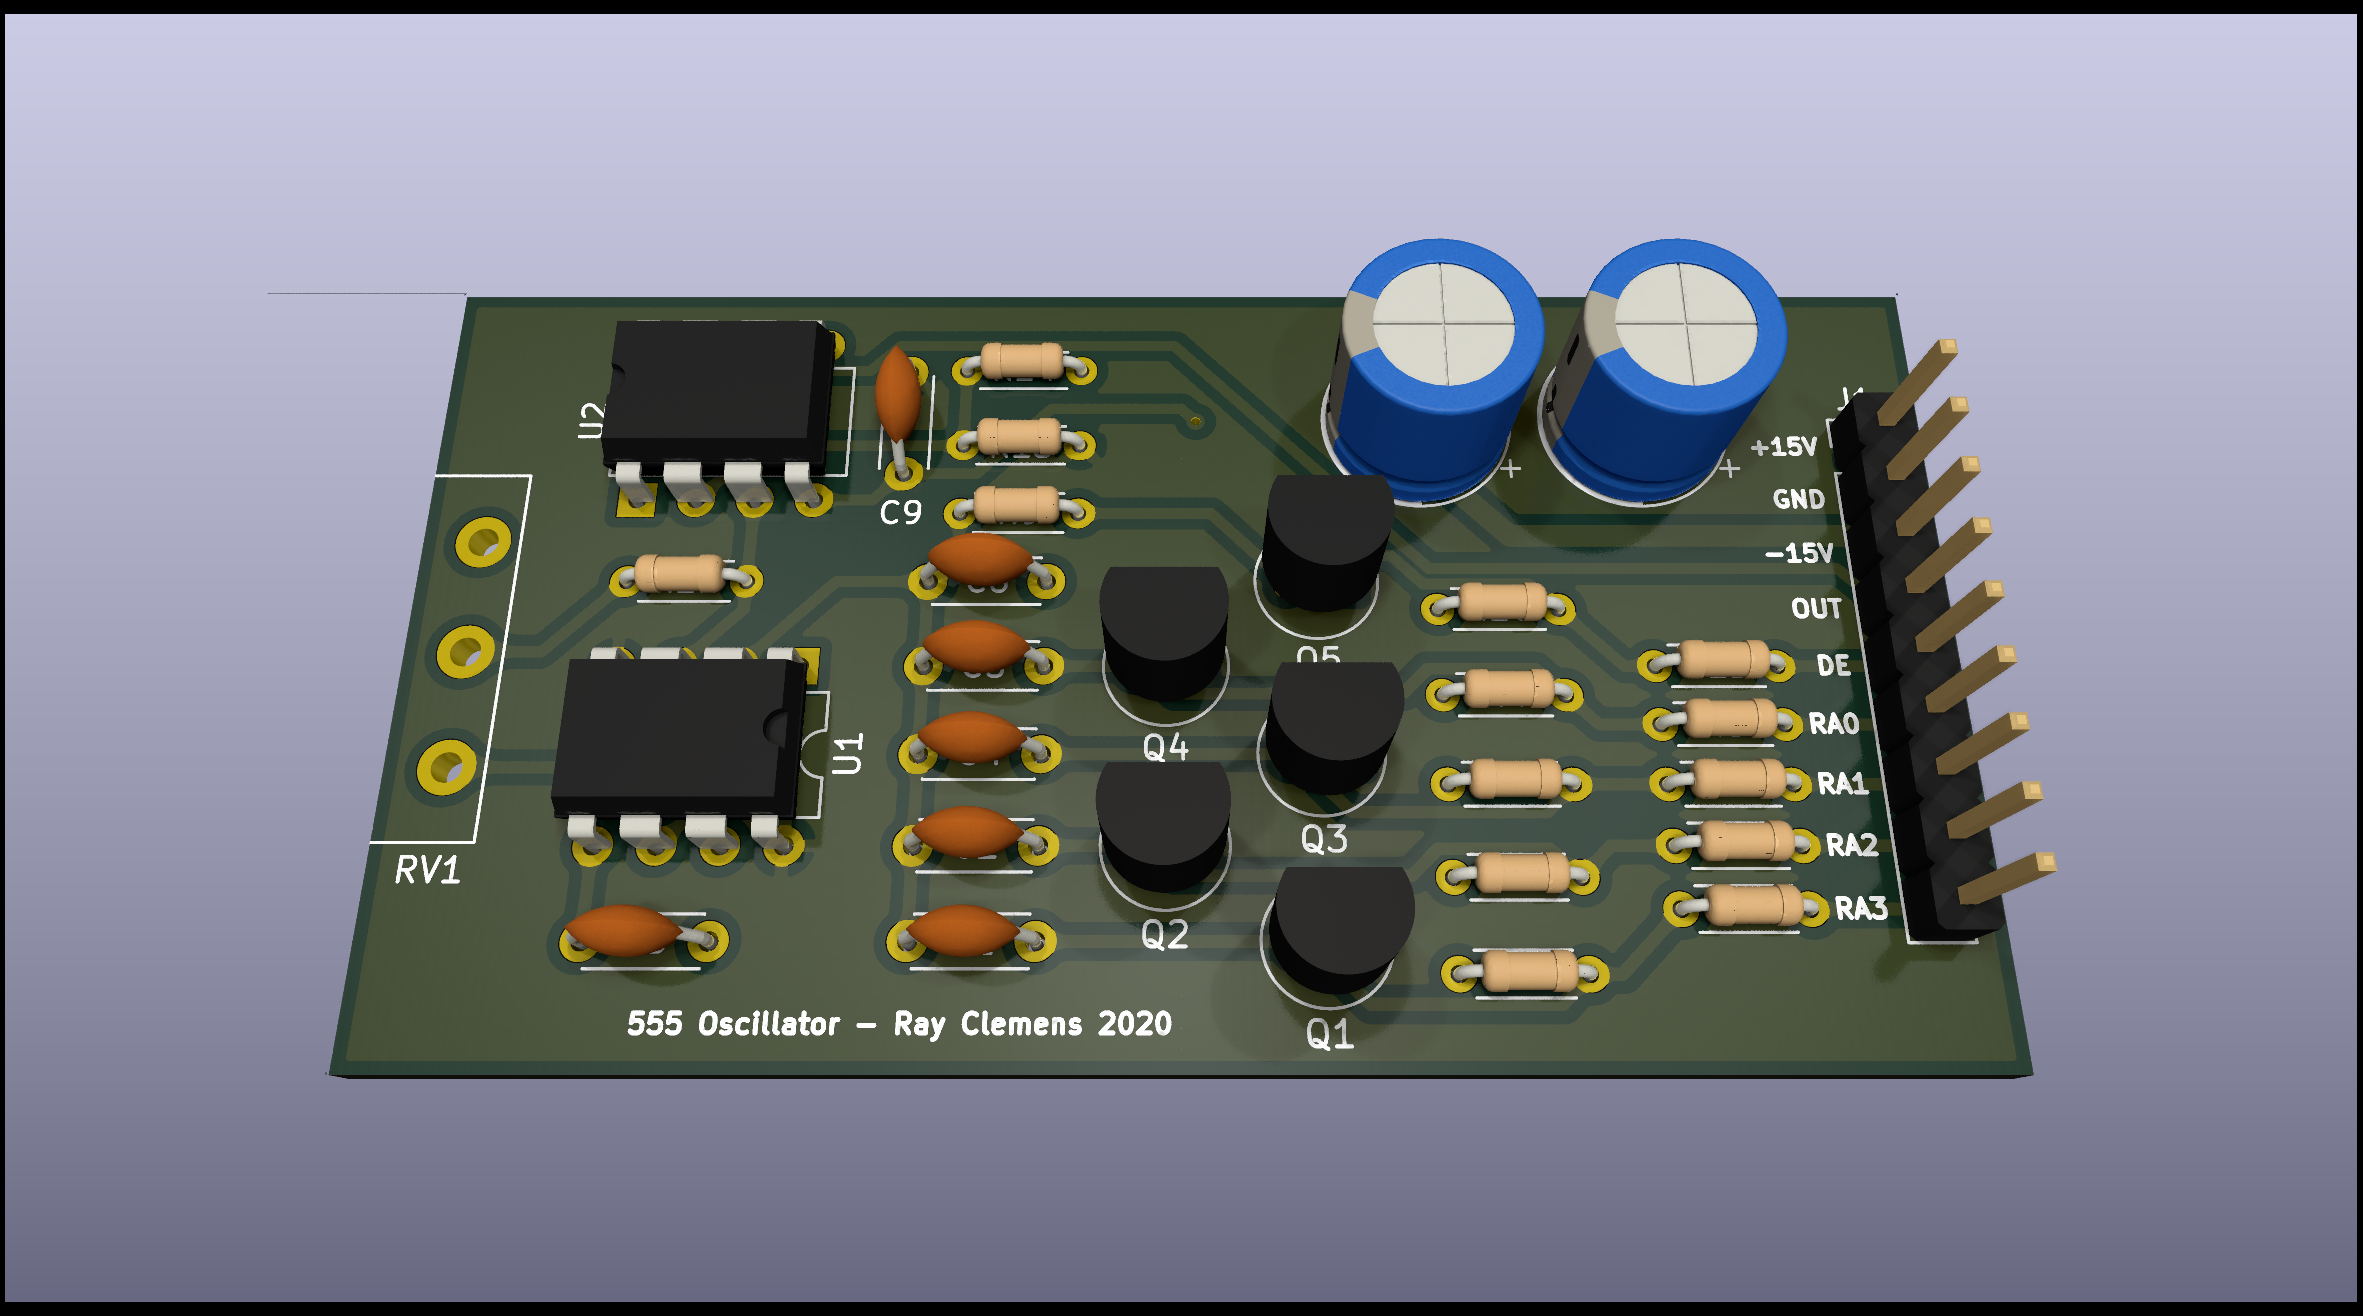 U2
+15V
+
+
C9
GND
-15V
OUT
Q5
DE
RA0
Q4
U1
RA1
Q3
RA2
RV1
RA3
Q2
555 Oscillator - Ray Clemens 2020
Q1